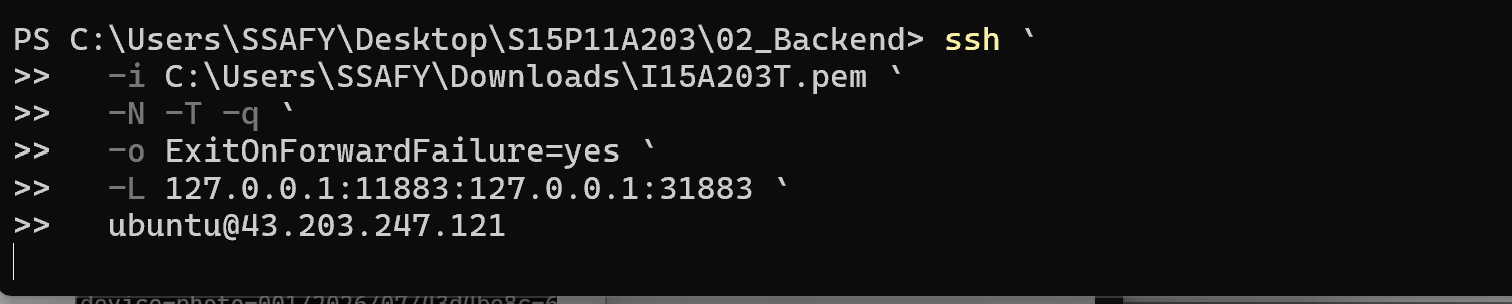 PS C:\Users\SSAFY\Desktop\S15P11A203\02_Backend> ssh `
>>   -i C:\Users\SSAFY\Downloads\I15A203T.pem `
>>   -N -T -q `
>>   -o ExitOnForwardFailure=yes `
>>   -L 127.0.0.1:11883:127.0.0.1:31883 `
>>   ubuntu@43.203.247.121